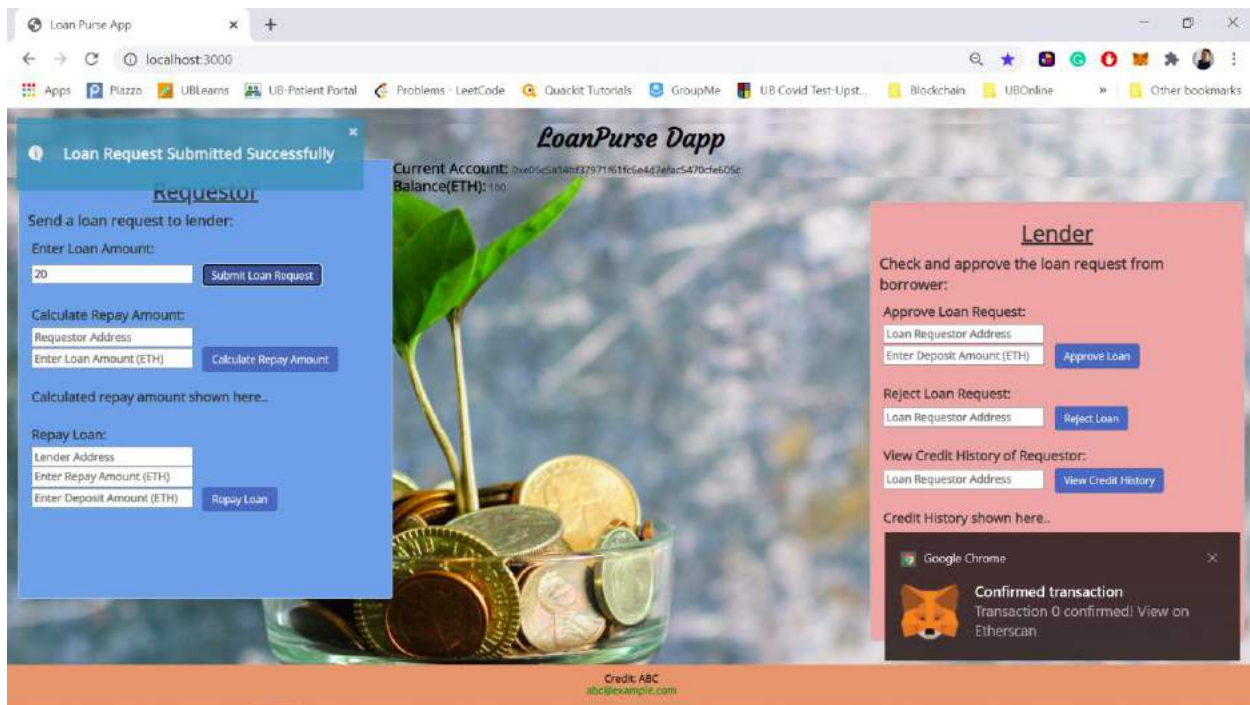 Loan Purse App
localhost:3000
Apps Piazza UBLearns UB-Patient Portal Problems - LeetCode Quackit Tutorials GroupMe UB Covid Test-Upst... Blockchain UBOnline » Other bookmarks
Loan Request Submitted Successfully
LoanPurse Dapp
Current Account:
Balance(ETH): 100
Requestor
Send a loan request to lender:
Enter Loan Amount:
20 Submit Loan Request
Calculate Repay Amount:
Requestor Address
Enter Loan Amount (ETH) Calculate Repay Amount
Calculated repay amount shown here..
Repay Loan:
Lender Address
Enter Repay Amount (ETH)
Enter Deposit Amount (ETH) Repay Loan
Lender
Check and approve the loan request from
borrower:
Approve Loan Request:
Loan Requestor Address
Enter Deposit Amount (ETH) Approve Loan
Reject Loan Request:
Loan Requestor Address Reject Loan
View Credit History of Requestor:
Loan Requestor Address View Credit History
Credit History shown here..
Google Chrome
Confirmed transaction
Transaction 0 confirmed! View on
Etherscan
Credit: ABC
abc@example.com